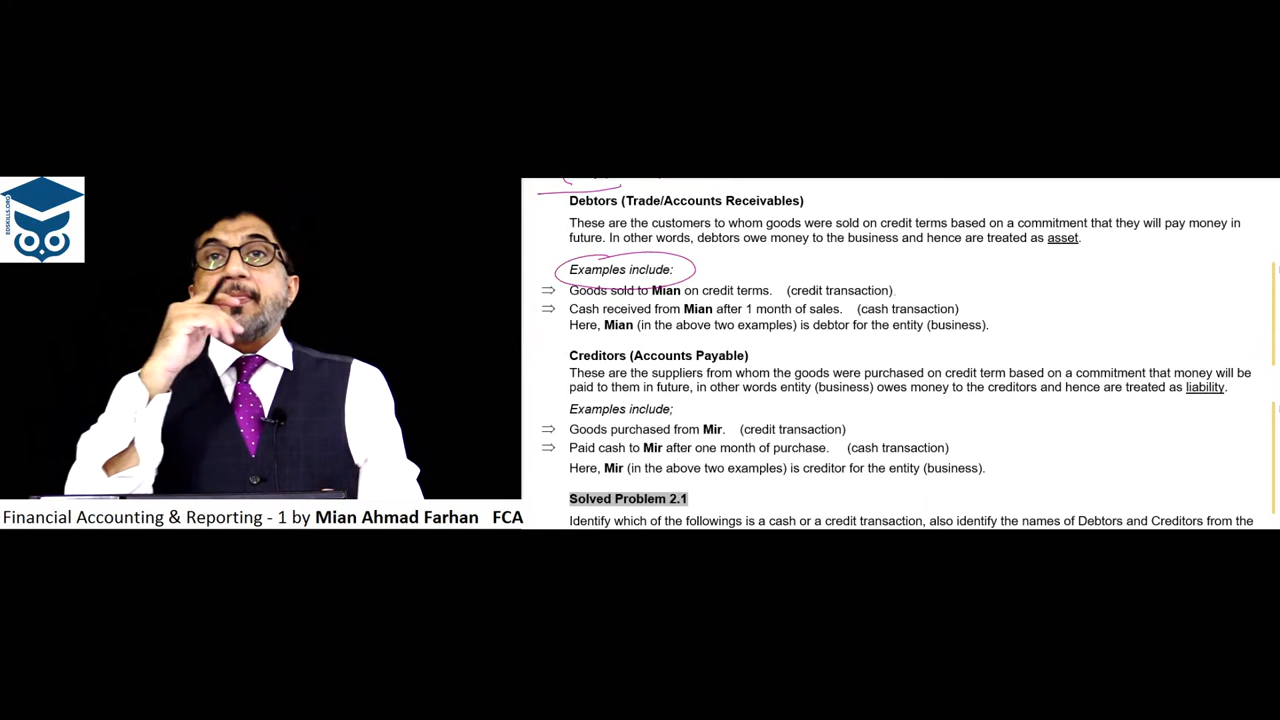 EDSKILLS.ORG
Debtors (Trade/Accounts Receivables)
These are the customers to whom goods were sold on credit terms based on a commitment that they will pay money in
future. In other words, debtors owe money to the business and hence are treated as asset.
Examples include:
⇒ Goods sold to Mian on credit terms. (credit transaction)
⇒ Cash received from Mian after 1 month of sales. (cash transaction)
Here, Mian (in the above two examples) is debtor for the entity (business).
Creditors (Accounts Payable)
These are the suppliers from whom the goods were purchased on credit term based on a commitment that money will be
paid to them in future, in other words entity (business) owes money to the creditors and hence are treated as liability.
Examples include;
⇒ Goods purchased from Mir. (credit transaction)
⇒ Paid cash to Mir after one month of purchase. (cash transaction)
Here, Mir (in the above two examples) is creditor for the entity (business).
Solved Problem 2.1
Identify which of the followings is a cash or a credit transaction, also identify the names of Debtors and Creditors from the
Financial Accounting & Reporting - 1 by Mian Ahmad Farhan FCA